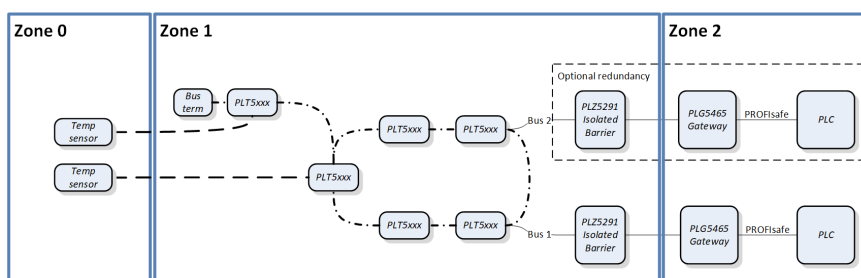 Zone 0
Zone 1
Zone 2
Optional redundancy
Bus
term
PLT5xxx
Temp
sensor
PLT5xxx
PLT5xxx
Bus 2
PLZ5291
Isolated
Barrier
PLG5465
Gateway
PROFIsafe
PLC
Temp
sensor
PLT5xxx
PLT5xxx
PLT5xxx
Bus 1
PLZ5291
Isolated
Barrier
PLG5465
Gateway
PROFIsafe
PLC